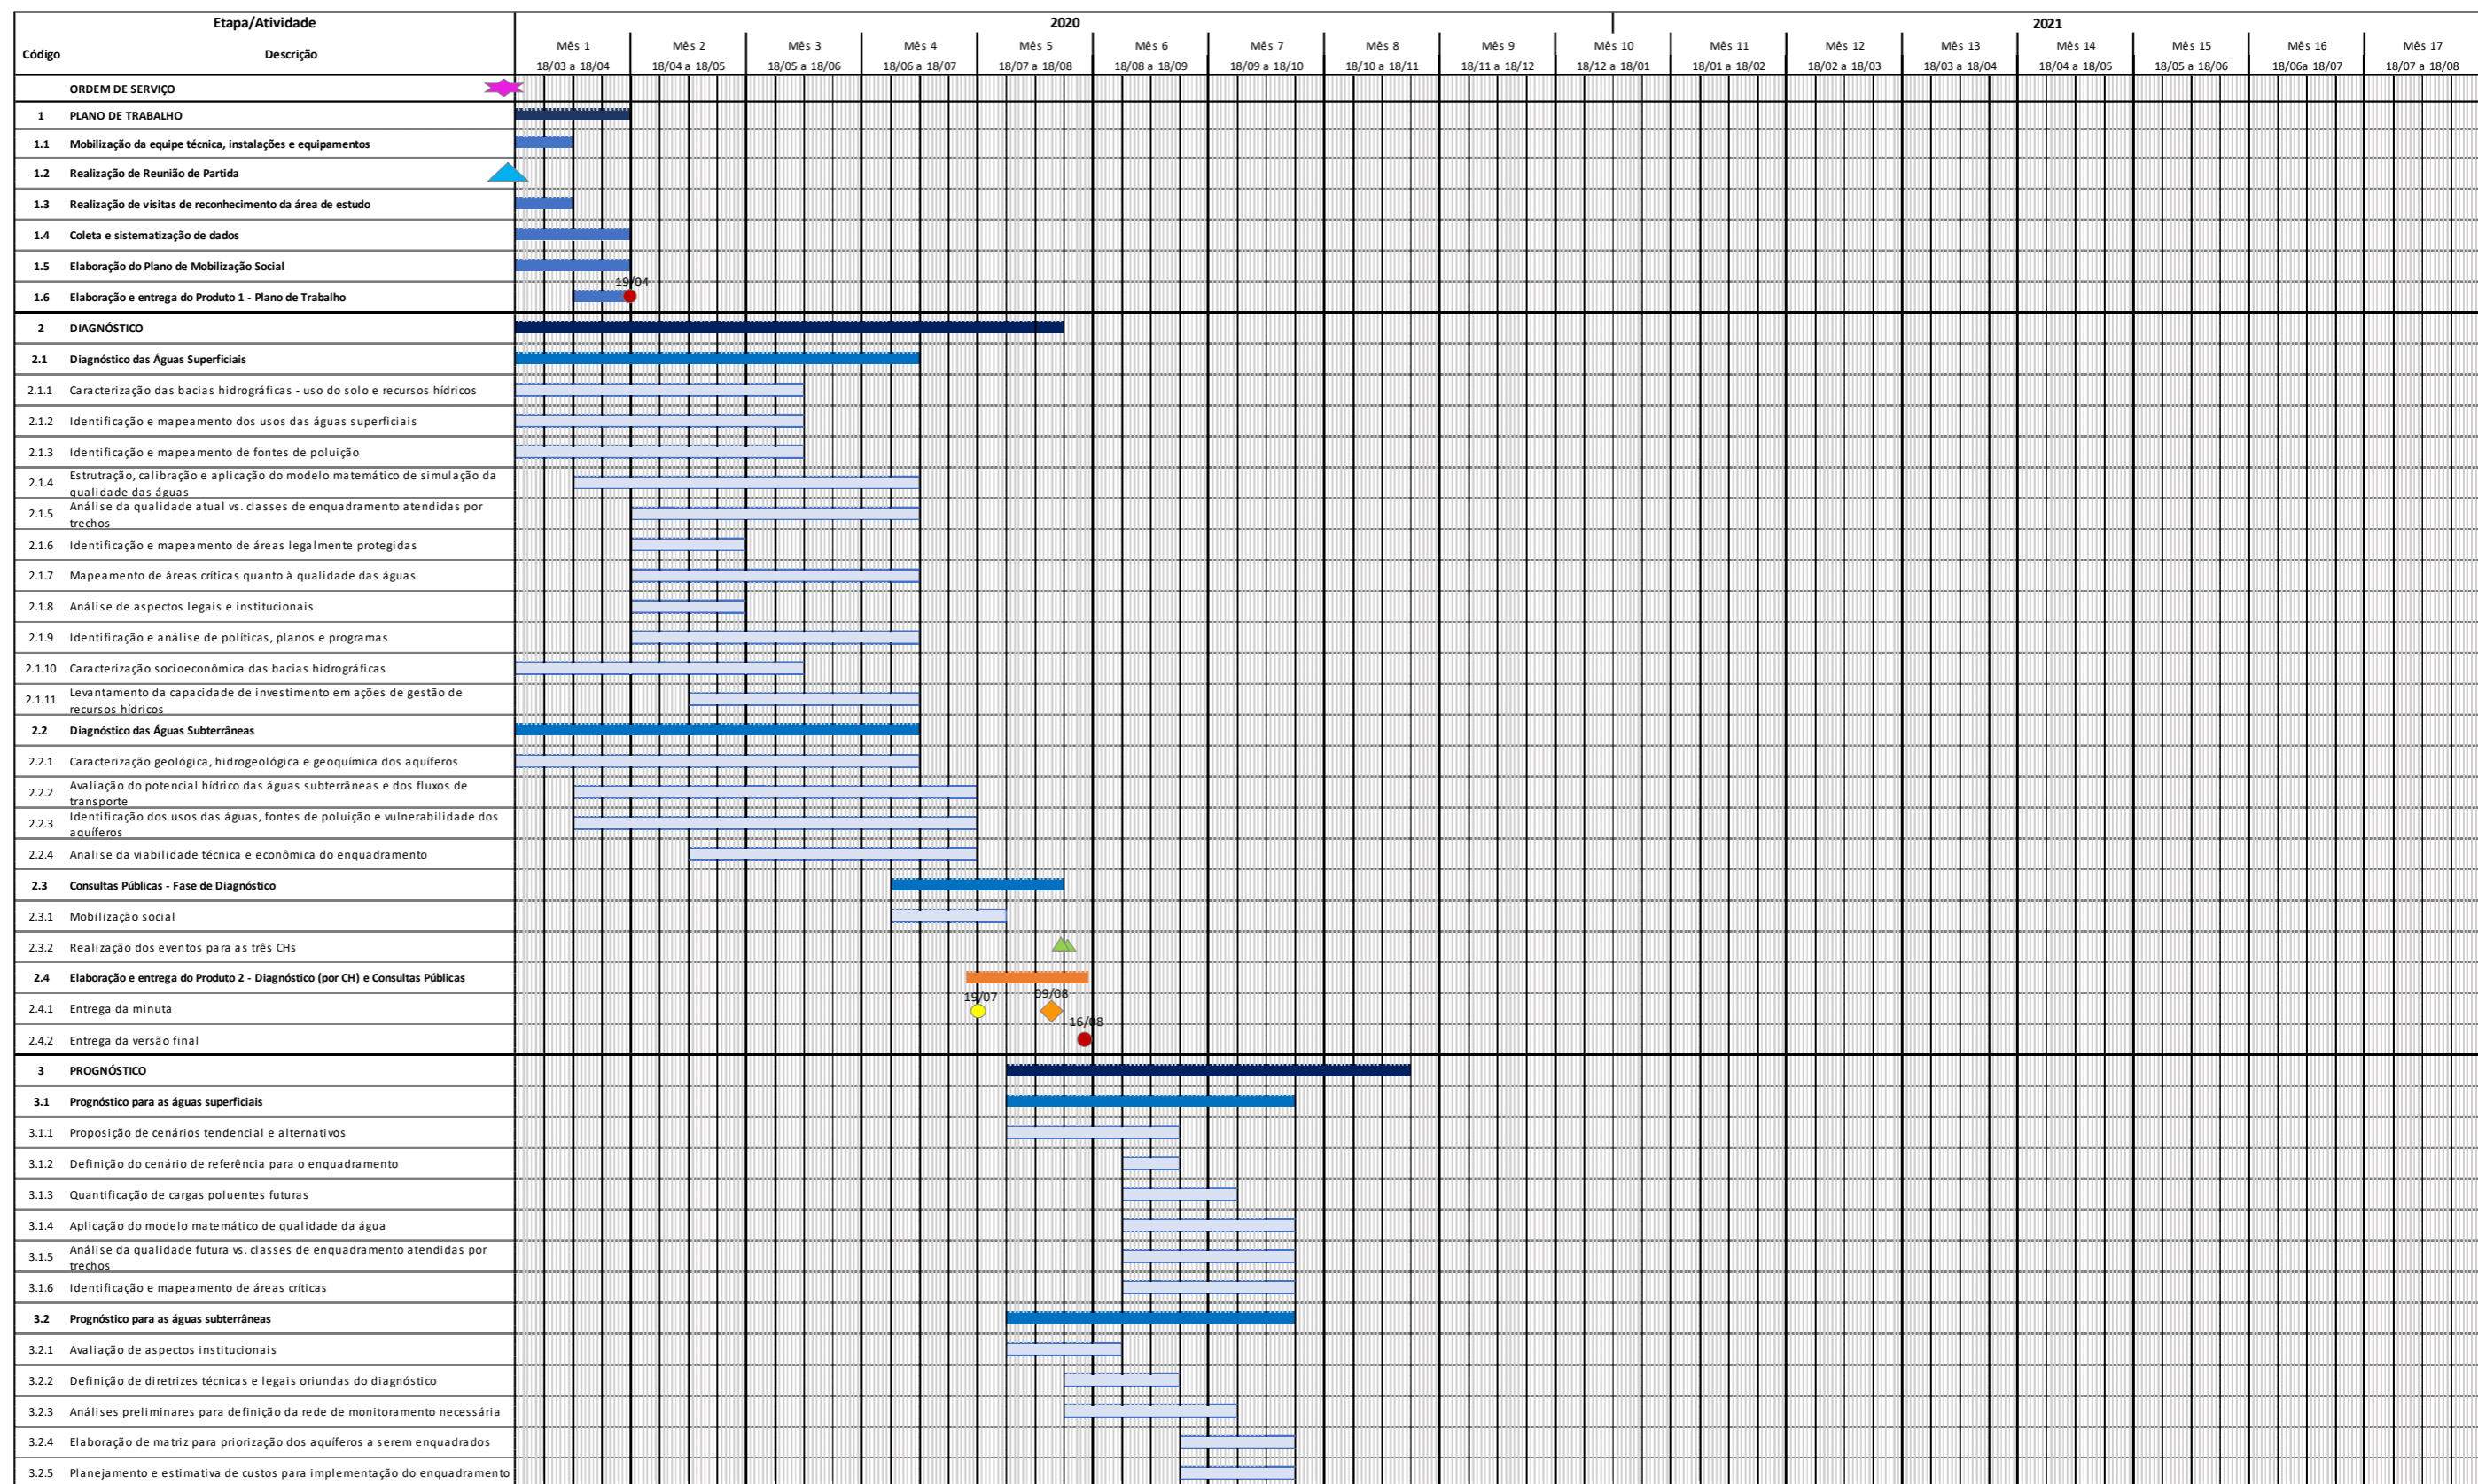 Etapa/Atividade 2020 2021
Código Descrição Mês 1 Mês 2 Mês 3 Mês 4 Mês 5 Mês 6 Mês 7 Mês 8 Mês 9 Mês 10 Mês 11 Mês 12 Mês 13 Mês 14 Mês 15 Mês 16 Mês 17
18/03 a 18/04 18/04 a 18/05 18/05 a 18/06 18/06 a 18/07 18/07 a 18/08 18/08 a 18/09 18/09 a 18/10 18/10 a 18/11 18/11 a 18/12 18/12 a 18/01 18/01 a 18/02 18/02 a 18/03 18/03 a 18/04 18/04 a 18/05 18/05 a 18/06 18/06a 18/07 18/07 a 18/08
ORDEM DE SERVIÇO
1 PLANO DE TRABALHO
1.1 Mobilização da equipe técnica, instalações e equipamentos
1.2 Realização de Reunião de Partida
1.3 Realização de visitas de reconhecimento da área de estudo
1.4 Coleta e sistematização de dados
1.5 Elaboração do Plano de Mobilização Social
19/04
1.6 Elaboração e entrega do Produto 1 - Plano de Trabalho
2 DIAGNÓSTICO
2.1 Diagnóstico das Águas Superficiais
2.1.1 Caracterização das bacias hidrográficas - uso do solo e recursos hídricos
2.1.2 Identificação e mapeamento dos usos das águas superficiais
2.1.3 Identificação e mapeamento de fontes de poluição
2.1.4 Estrutração, calibração e aplicação do modelo matemático de simulação da
qualidade das águas
2.1.5 Análise da qualidade atual vs. classes de enquadramento atendidas por
trechos
2.1.6 Identificação e mapeamento de áreas legalmente protegidas
2.1.7 Mapeamento de áreas críticas quanto à qualidade das águas
2.1.8 Análise de aspectos legais e institucionais
2.1.9 Identificação e análise de políticas, planos e programas
2.1.10 Caracterização socioeconômica das bacias hidrográficas
2.1.11 Levantamento da capacidade de investimento em ações de gestão de
recursos hídricos
2.2 Diagnóstico das Águas Subterrâneas
2.2.1 Caracterização geológica, hidrogeológica e geoquímica dos aquíferos
2.2.2 Avaliação do potencial hídrico das águas subterrâneas e dos fluxos de
transporte
2.2.3 Identificação dos usos das águas, fontes de poluição e vulnerabilidade dos
aquíferos
2.2.4 Analise da viabilidade técnica e econômica do enquadramento
2.3 Consultas Públicas - Fase de Diagnóstico
2.3.1 Mobilização social
2.3.2 Realização dos eventos para as três CHs
2.4 Elaboração e entrega do Produto 2 - Diagnóstico (por CH) e Consultas Públicas
19/07 09/08
2.4.1 Entrega da minuta
16/08
2.4.2 Entrega da versão final
3 PROGNÓSTICO
3.1 Prognóstico para as águas superficiais
3.1.1 Proposição de cenários tendencial e alternativos
3.1.2 Definição do cenário de referência para o enquadramento
3.1.3 Quantificação de cargas poluentes futuras
3.1.4 Aplicação do modelo matemático de qualidade da água
3.1.5 Análise da qualidade futura vs. classes de enquadramento atendidas por
trechos
3.1.6 Identificação e mapeamento de áreas críticas
3.2 Prognóstico para as águas subterrâneas
3.2.1 Avaliação de aspectos institucionais
3.2.2 Definição de diretrizes técnicas e legais oriundas do diagnóstico
3.2.3 Análises preliminares para definição da rede de monitoramento necessária
3.2.4 Elaboração de matriz para priorização dos aquíferos a serem enquadrados
3.2.5 Planejamento e estimativa de custos para implementação do enquadramento